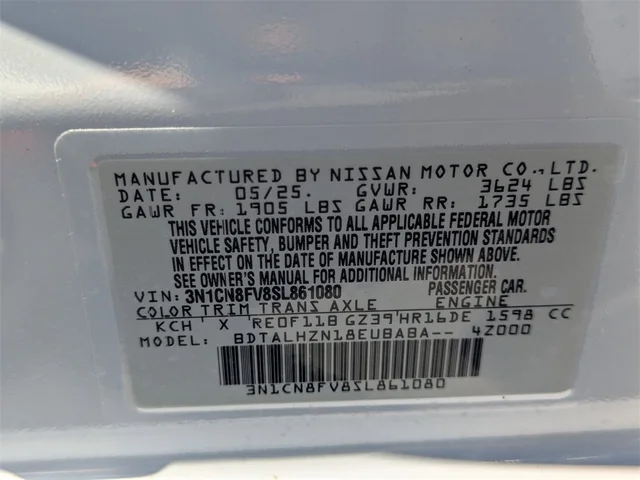 MANUFACTURED BY NISSAN MOTOR CO.,LTD.
DATE: 05/25. GVWR: 3624 LBS
GAWR FR: 1905 LBS GAWR RR: 1735 LBS
THIS VEHICLE CONFORMS TO ALL APPLICABLE FEDERAL MOTOR
VEHICLE SAFETY, BUMPER AND THEFT PREVENTION STANDARDS
IN EFFECT ON THE DATE OF MANUFACTURE SHOWN ABOVE.
SEE OWNER'S MANUAL FOR ADDITIONAL INFORMATION
VIN: 3N1CN8FV8SL861080 PASSENGER CAR.
COLOR TRIM TRANS AXLE ENGINE
KCH X RE0F11B GZ39 HR16DE 1598 CC
MODEL: BDTALHZN18EUBABA-- 4Z000
3N1CN8FV8SL861080